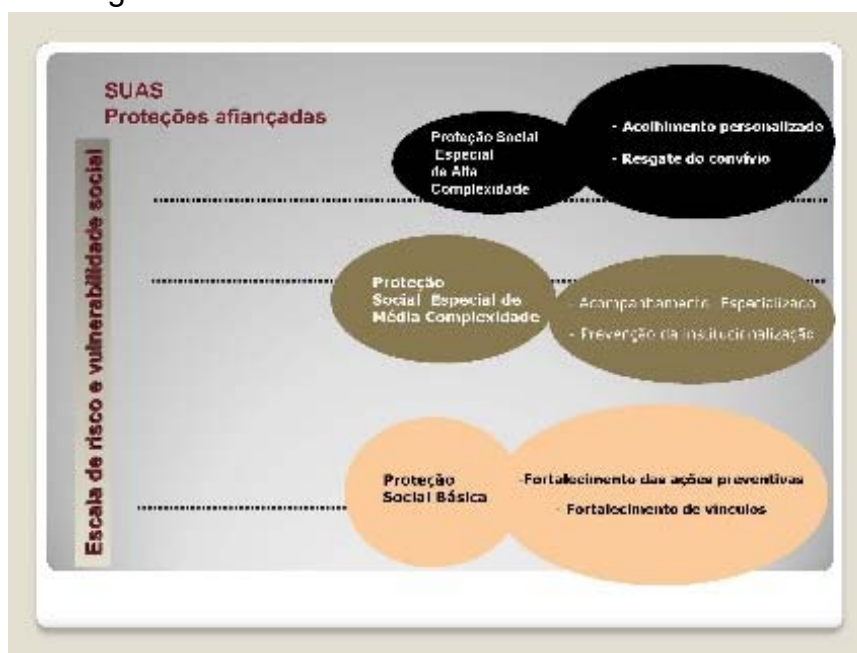 SUAS
Proteções afiançadas
Escala de risco e vulnerabilidade social
Proteção Social
Especial
de Alta
Complexidade
- Acolhimento personalizado
- Resgate do convívio
Proteção
Social Especial de
Média Complexidade
- Acompanhamento Especializado
- Prevenção da institucionalização
Proteção
Social Básica
-Fortalecimento das ações preventivas
- Fortalecimento de vínculos